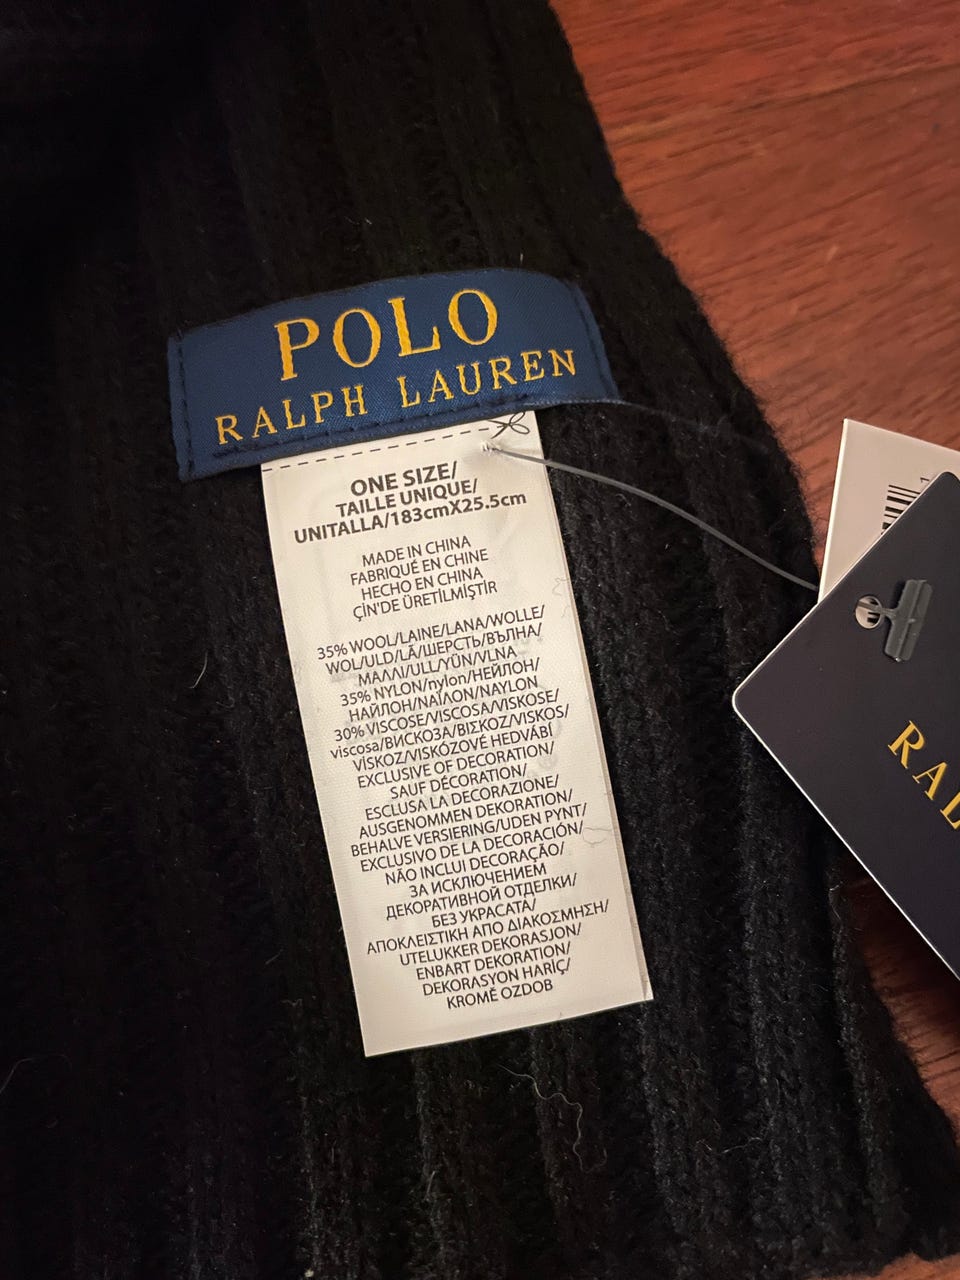 POLO
RALPH LAUREN
ONE SIZE/
TAILLE UNIQUE/
UNITALLA/183cmX25.5cm
MADE IN CHINA
FABRIQUÉ EN CHINE
HECHO EN CHINA
ÇİN'DE ÜRETİLMİŞTİR
35% WOOL/LAINE/LANA/WOLLE/
WOL/ULD/LÃ/ШЕРСТЬ/ВЪЛНА/
ΜΑΛΛΙ/ULL/YÜN/VLNA
35% NYLON/nylon/НЕЙЛОН/
НАЙЛОН/ΝΑΪΛΟΝ/NAYLON
30% VISCOSE/VISCOSA/VISKOSE/
viscosa/ВИСКОЗА/ΒΙΣΚΟΖ/VISKOS/
VİSKOZ/VISKÓZOVÉ HEDVÁBÍ
EXCLUSIVE OF DECORATION/
SAUF DÉCORATION/
ESCLUSA LA DECORAZIONE/
AUSGENOMMEN DEKORATION/
BEHALVE VERSIERING/UDEN PYNT/
EXCLUSIVO DE LA DECORACIÓN/
NÃO INCLUI DECORAÇÃO/
ЗА ИСКЛЮЧЕНИЕМ
ДЕКОРАТИВНОЙ ОТДЕЛКИ/
БЕЗ УКРАСАТА/
ΑΠΟΚΛΕΙΣΤΙΚΗ ΑΠΟ ΔΙΑΚΟΣΜΗΣΗ/
UTELUKKER DEKORASJON/
ENBART DEKORATION/
DEKORASYON HARİÇ/
KROMĚ OZDOB
RAL
1